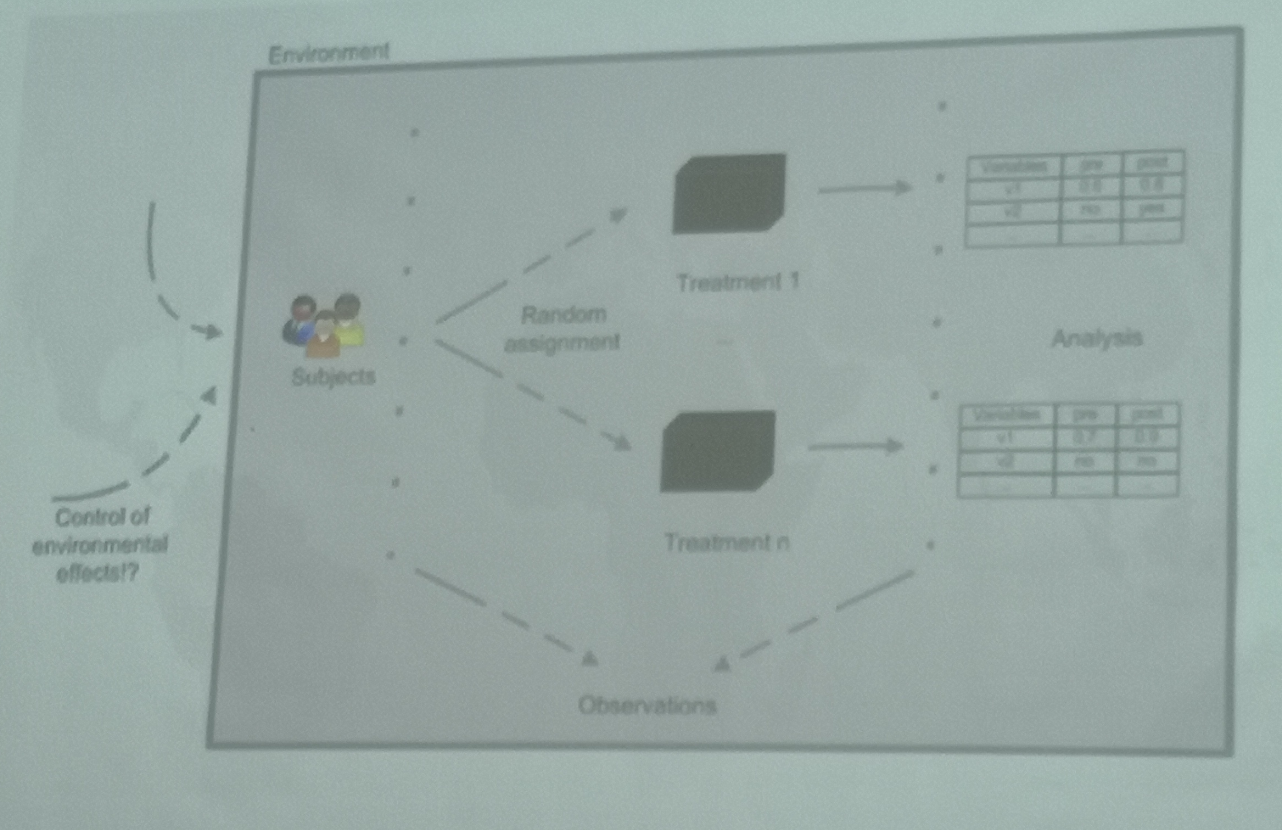 Environment
Variables pre post
v1 0.6 0.8
v2 no yes
... ... ...
Treatment 1
Random
assignment
...
Analysis
Subjects
Variables pre post
v1 0.7 0.9
v2 no no
... ... ...
Control of
environmental
effects!?
Treatment n
Observations